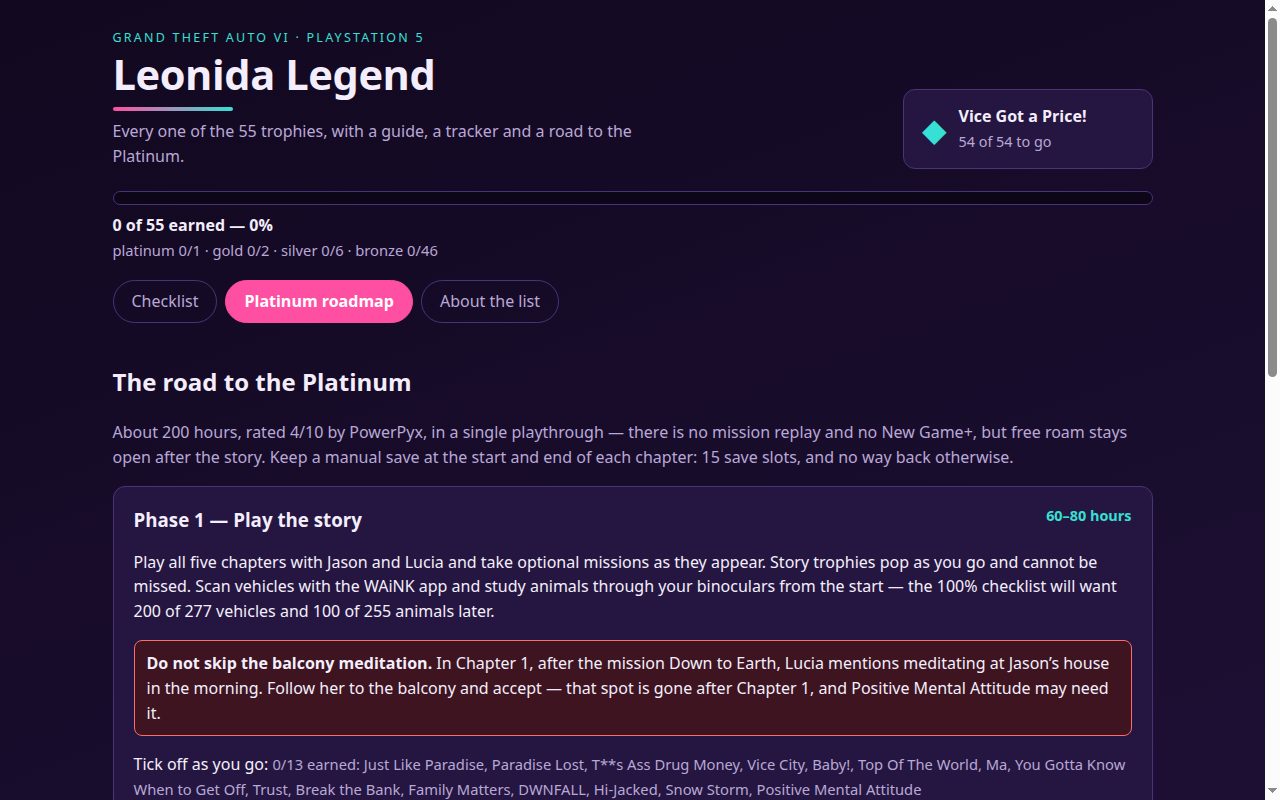 GRAND THEFT AUTO VI · PLAYSTATION 5
Leonida Legend
Every one of the 55 trophies, with a guide, a tracker and a road to the
Platinum.
Vice Got a Price!
54 of 54 to go
0 of 55 earned — 0%
platinum 0/1 · gold 0/2 · silver 0/6 · bronze 0/46
Checklist
Platinum roadmap
About the list
The road to the Platinum
About 200 hours, rated 4/10 by PowerPyx, in a single playthrough — there is no mission replay and no New Game+, but free roam stays
open after the story. Keep a manual save at the start and end of each chapter: 15 save slots, and no way back otherwise.
Phase 1 — Play the story
60–80 hours
Play all five chapters with Jason and Lucia and take optional missions as they appear. Story trophies pop as you go and cannot be
missed. Scan vehicles with the WAiNK app and study animals through your binoculars from the start — the 100% checklist will want
200 of 277 vehicles and 100 of 255 animals later.
Do not skip the balcony meditation. In Chapter 1, after the mission Down to Earth, Lucia mentions meditating at Jason’s house
in the morning. Follow her to the balcony and accept — that spot is gone after Chapter 1, and Positive Mental Attitude may need
it.
Tick off as you go: 0/13 earned: Just Like Paradise, Paradise Lost, T**s Ass Drug Money, Vice City, Baby!, Top Of The World, Ma, You Gotta Know
When to Get Off, Trust, Break the Bank, Family Matters, DWNFALL, Hi-Jacked, Snow Storm, Positive Mental Attitude